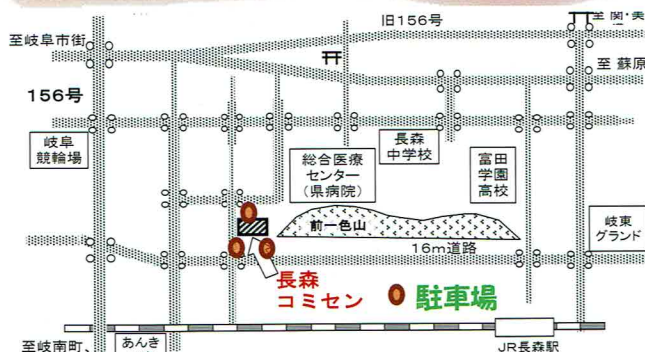 旧156号
至 関・美
至岐阜市街
至 蘇原
156号
岐阜
競輪場
長森
中学校
総合医療
センター
(県病院)
富田
学園
高校
岐東
グランド
前一色山
16m道路
長森
コミセン
駐車場
至岐南町、
あんき
JR長森駅